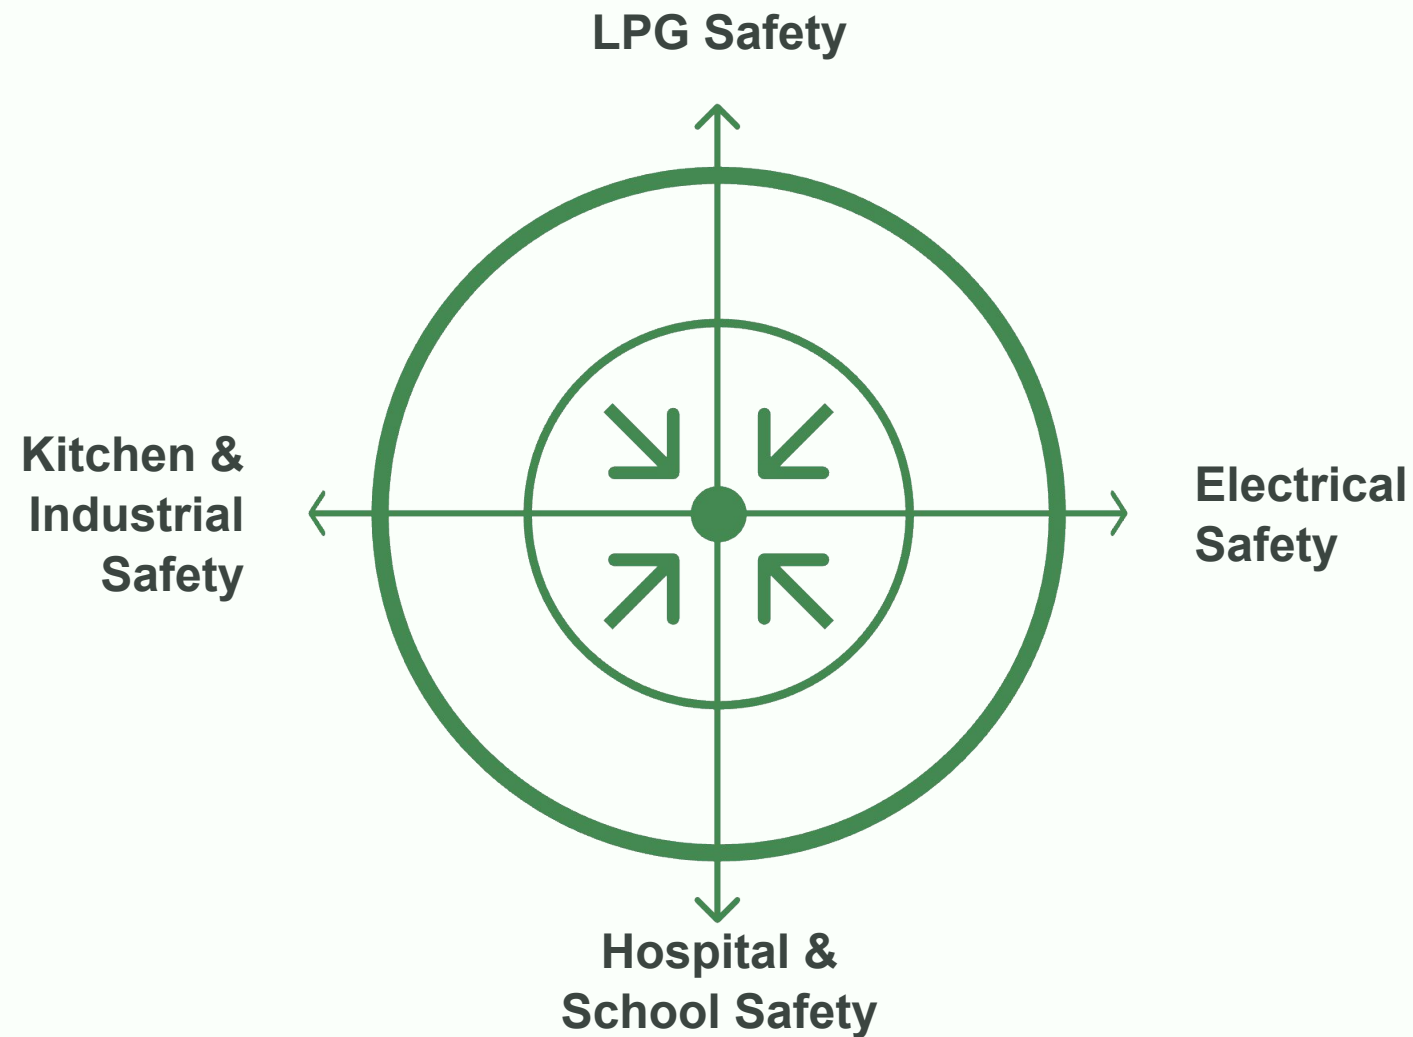 LPG Safety
Kitchen &
Industrial
Safety
Electrical
Safety
Hospital &
School Safety